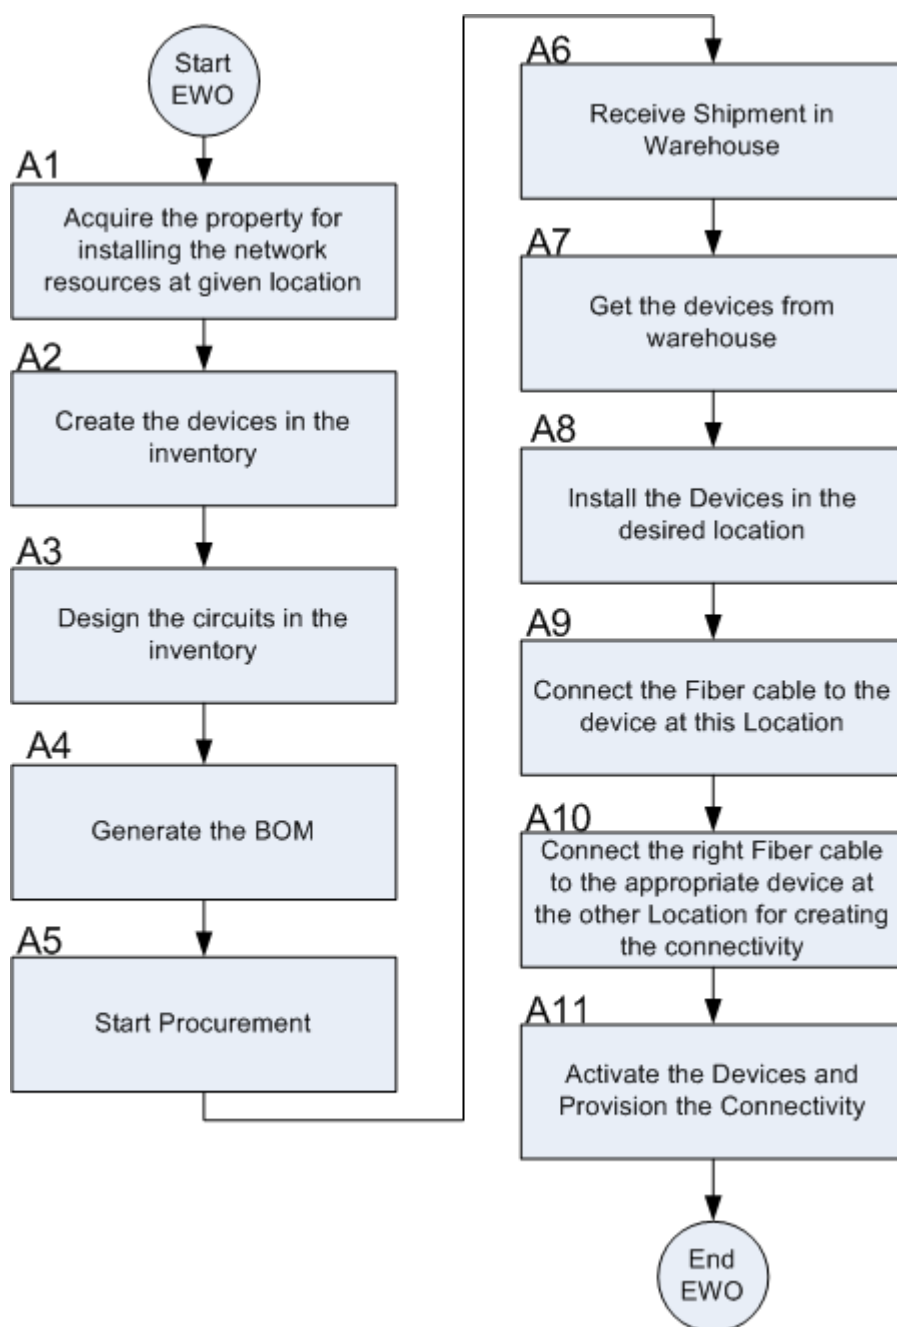 Start
EWO
A1
Acquire the property for
installing the network
resources at given location
A2
Create the devices in the
inventory
A3
Design the circuits in the
inventory
A4
Generate the BOM
A5
Start Procurement
A6
Receive Shipment in
Warehouse
A7
Get the devices from
warehouse
A8
Install the Devices in the
desired location
A9
Connect the Fiber cable to the
device at this Location
A10
Connect the right Fiber cable
to the appropriate device at
the other Location for creating
the connectivity
A11
Activate the Devices and
Provision the Connectivity
End
EWO